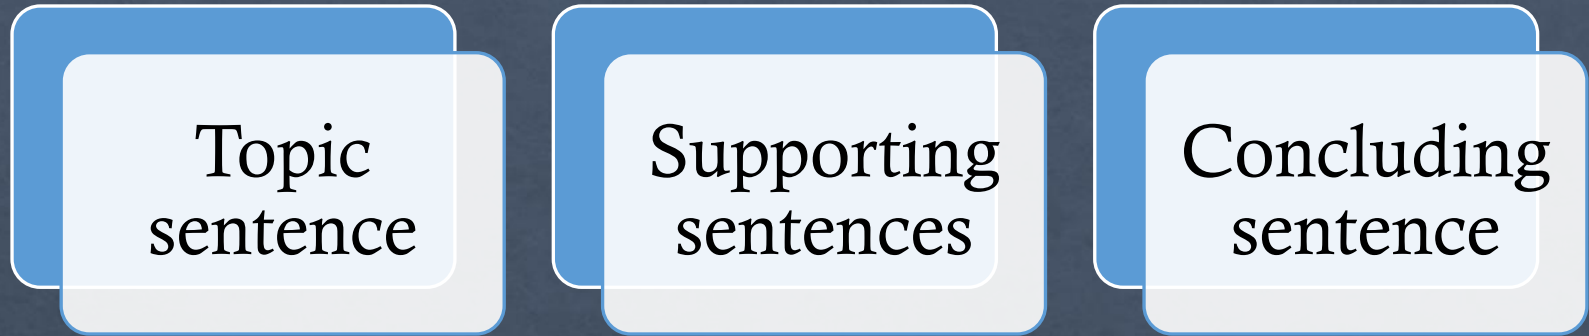 Topic
sentence
Supporting
sentences
Concluding
sentence